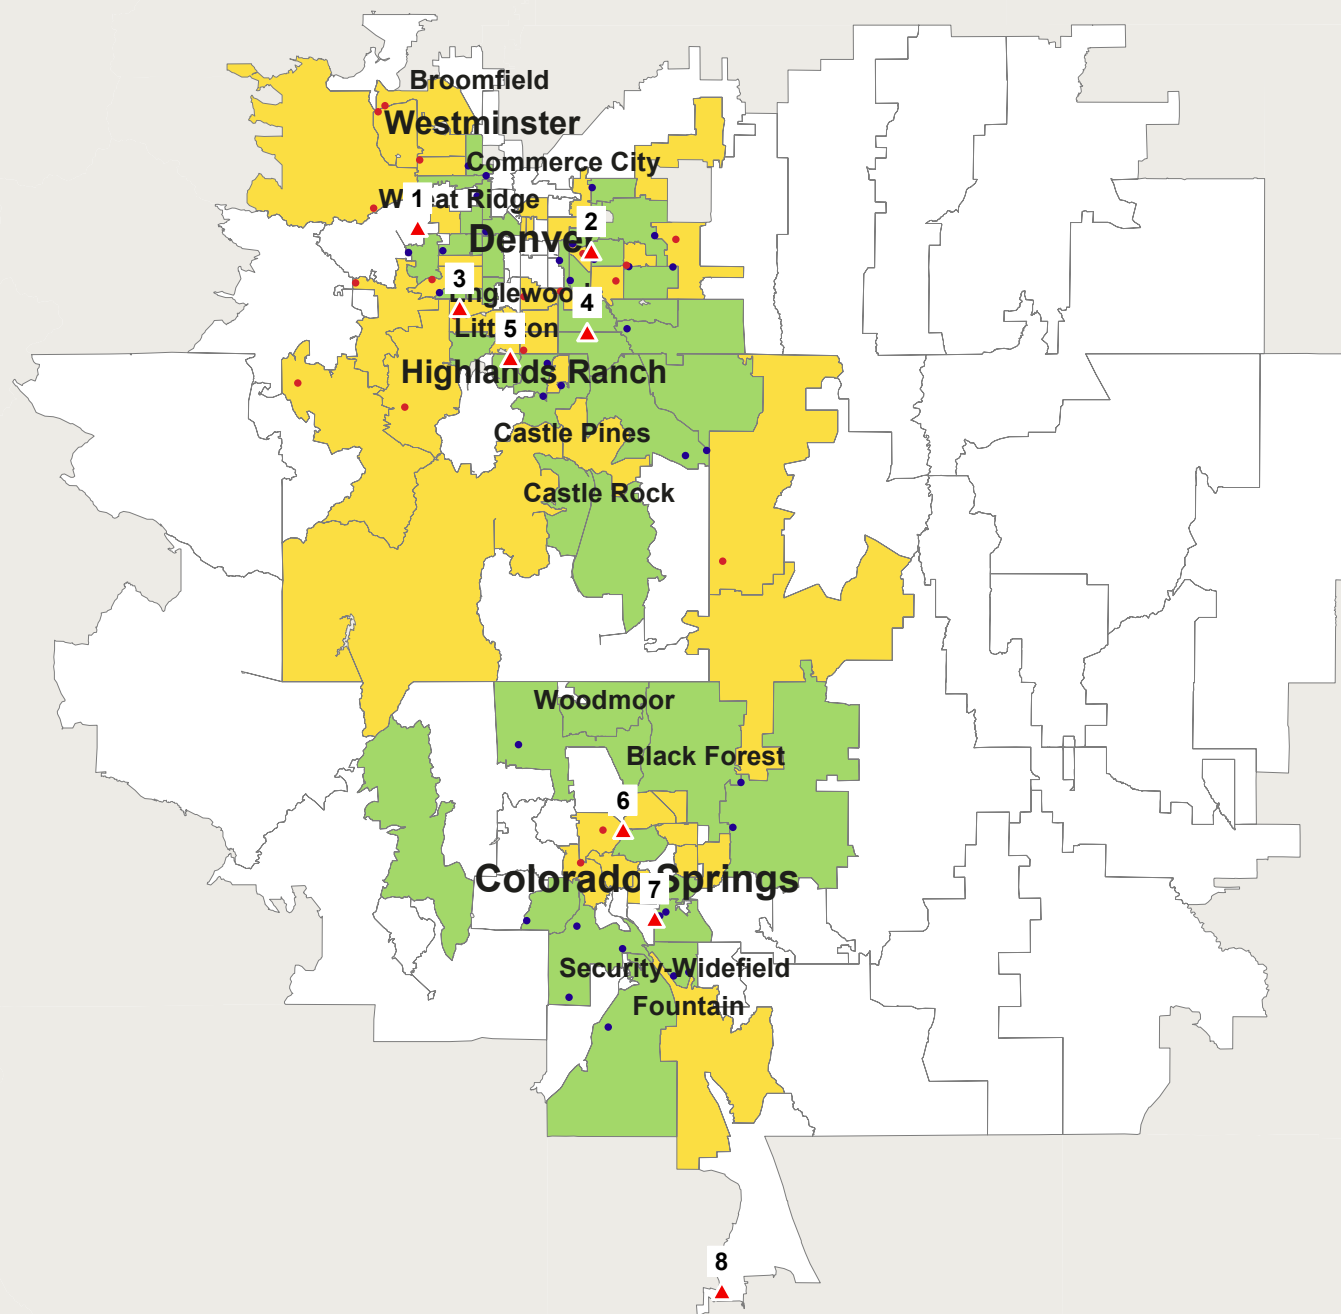 Broomfield
Westminster
Commerce City
1
W at Ridge
2
Denve
3
nglewoo
4
Litt on
5
Highlands Ranch
Castle Pines
Castle Rock
Woodmoor
Black Forest
6
Colorado Springs
7
Security-Widefield
Fountain
8